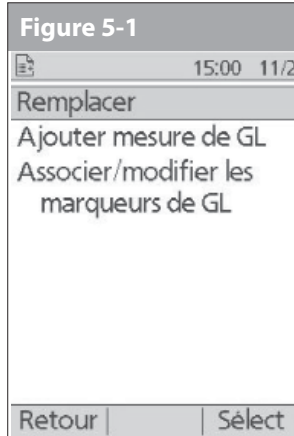 Figure 5-1
15:00 11/2
Remplacer
Ajouter mesure de GL
Associer/modifier les
marqueurs de GL
Retour Sélect